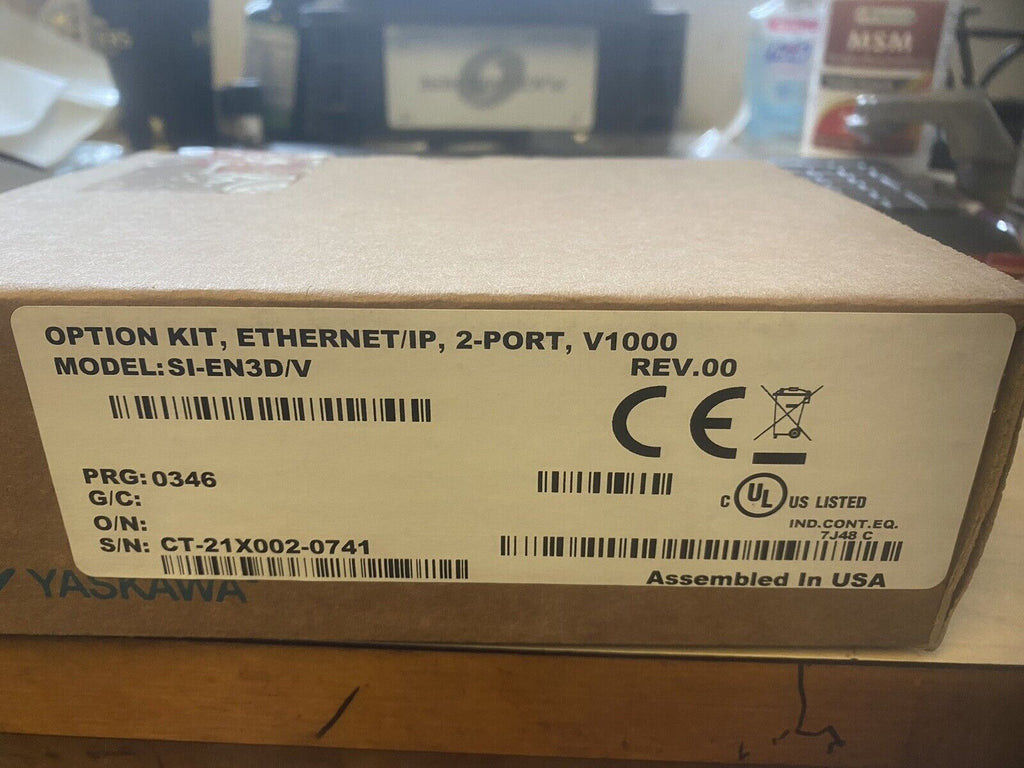 MSM
OPTION KIT, ETHERNET/IP, 2-PORT, V1000
MODEL: SI-EN3D/V
REV.00
CE
PRG: 0346
G/C:
C UL US LISTED
O/N:
IND.CONT.EQ.
7J48 C
S/N: CT-21X002-0741
Assembled In USA
YASKAWA